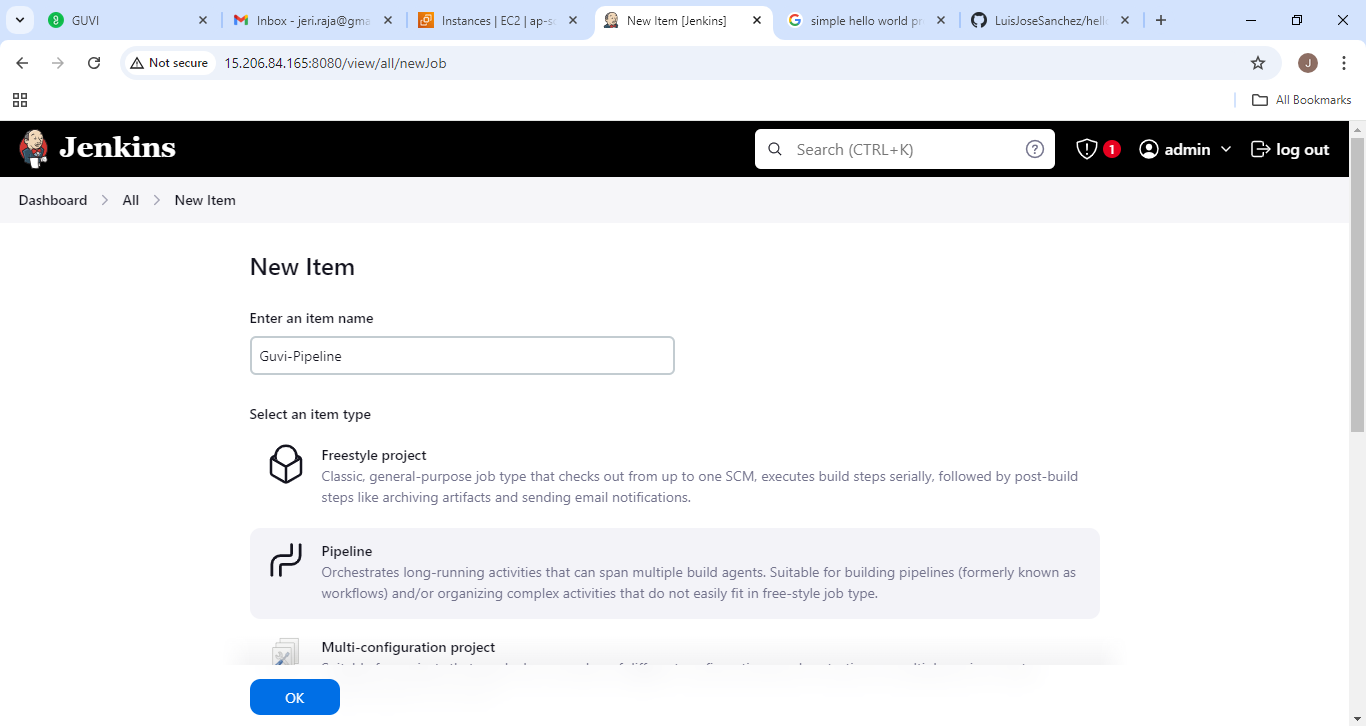 GUVI
Inbox - jeri.raja@gma
Instances | EC2 | ap-so
New Item [Jenkins]
simple hello world pr
LuisJoseSanchez/hello
Not secure
15.206.84.165:8080/view/all/newJob
J
All Bookmarks
Jenkins
Search (CTRL+K)
1
admin
log out
Dashboard
All
New Item
New Item
Enter an item name
Guvi-Pipeline
Select an item type
Freestyle project
Classic, general-purpose job type that checks out from up to one SCM, executes build steps serially, followed by post-build
steps like archiving artifacts and sending email notifications.
Pipeline
Orchestrates long-running activities that can span multiple build agents. Suitable for building pipelines (formerly known as
workflows) and/or organizing complex activities that do not easily fit in free-style job type.
Multi-configuration project
OK